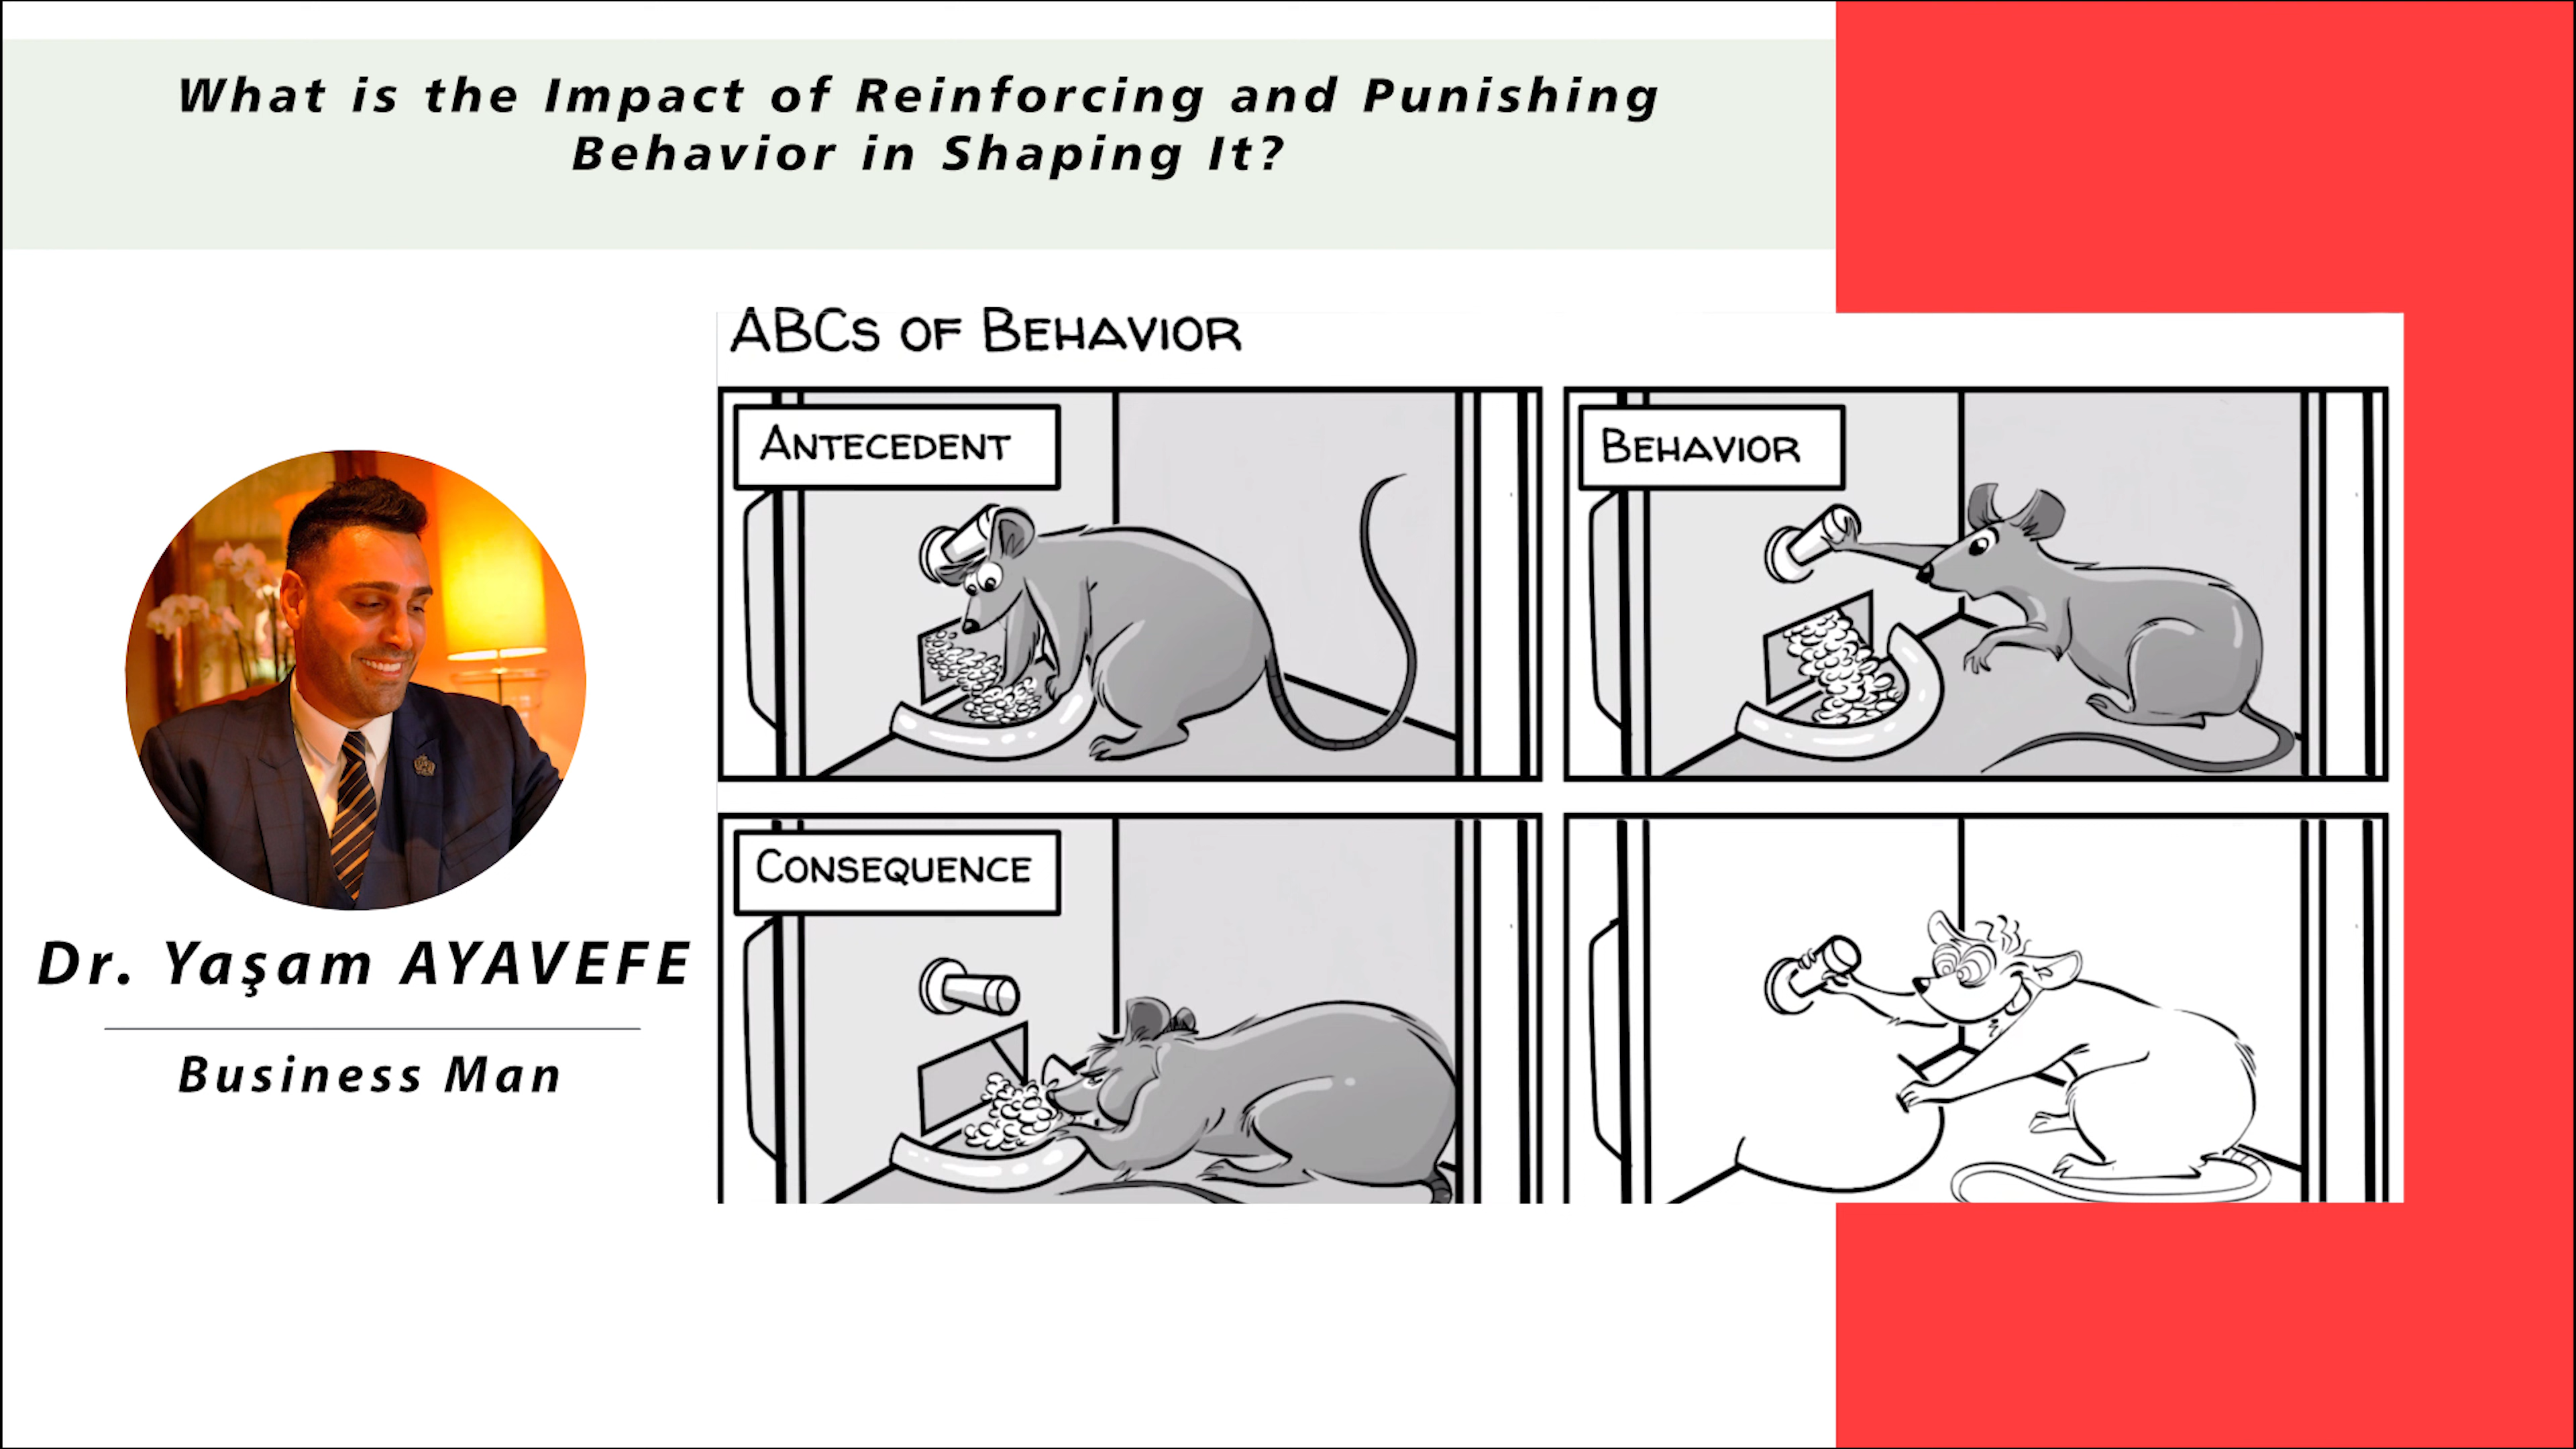 What is the Impact of Reinforcing and Punishing
Behavior in Shaping It?
ABCs of Behavior
Antecedent
Behavior
Consequence
Dr. Yaşam AYAVEFE
Business Man